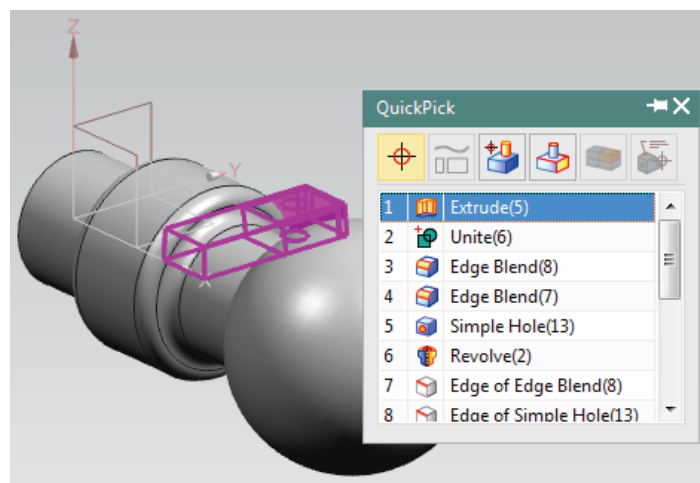 Z
Y
X
QuickPick
1 Extrude(5)
2 Unite(6)
3 Edge Blend(8)
4 Edge Blend(7)
5 Simple Hole(13)
6 Revolve(2)
7 Edge of Edge Blend(8)
8 Edge of Simple Hole(13)